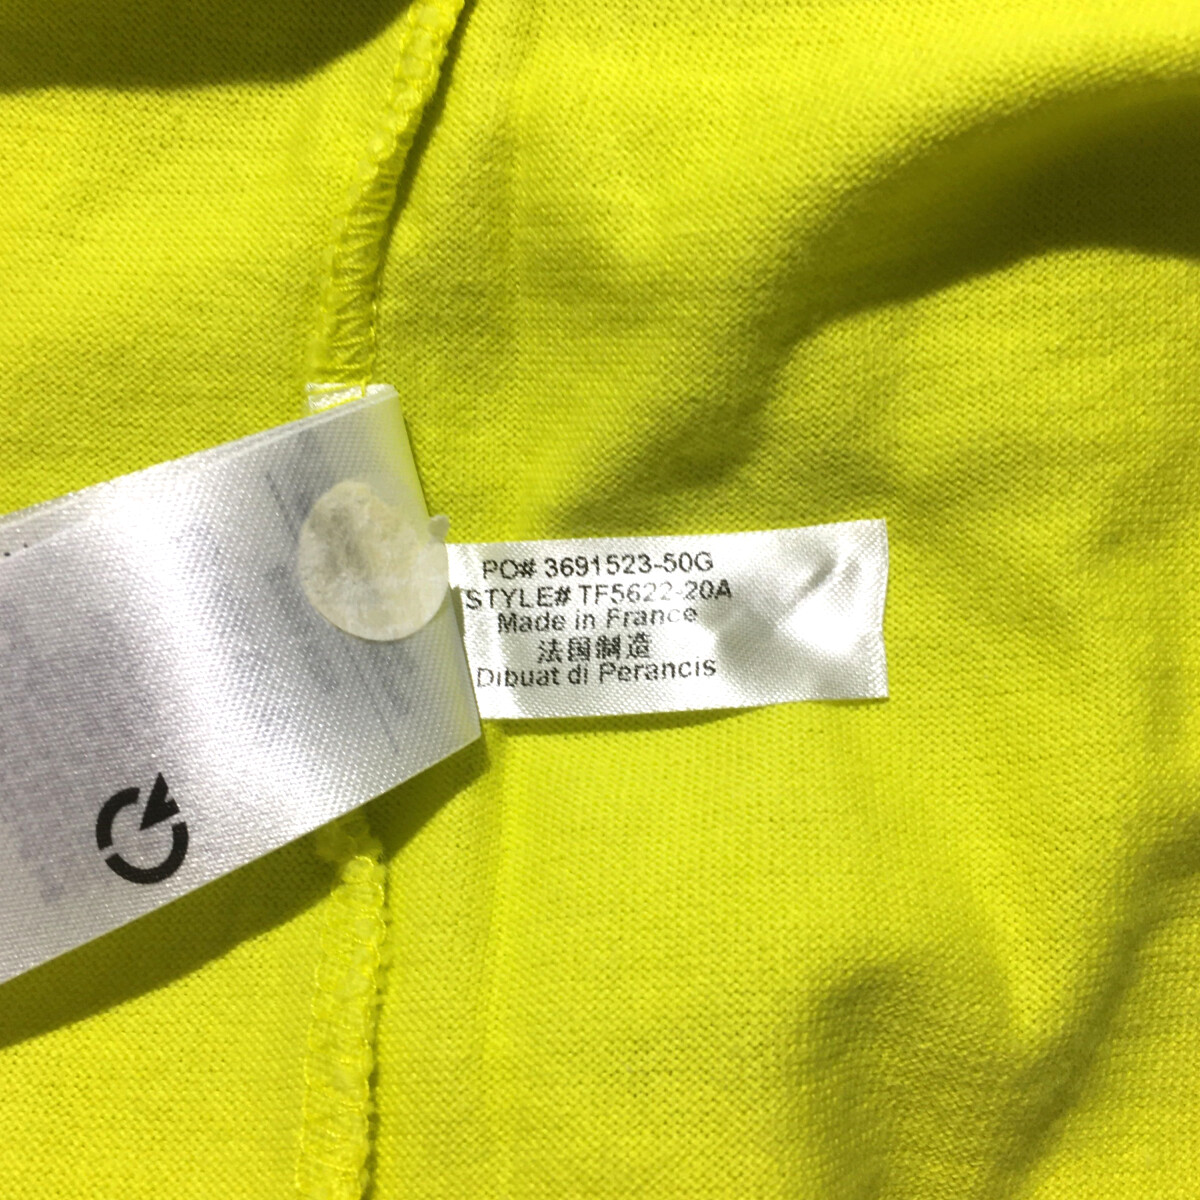 PO# 3691523-50G
STYLE# TF5622-20A
Made in France
法国制造
Dibuat di Perancis